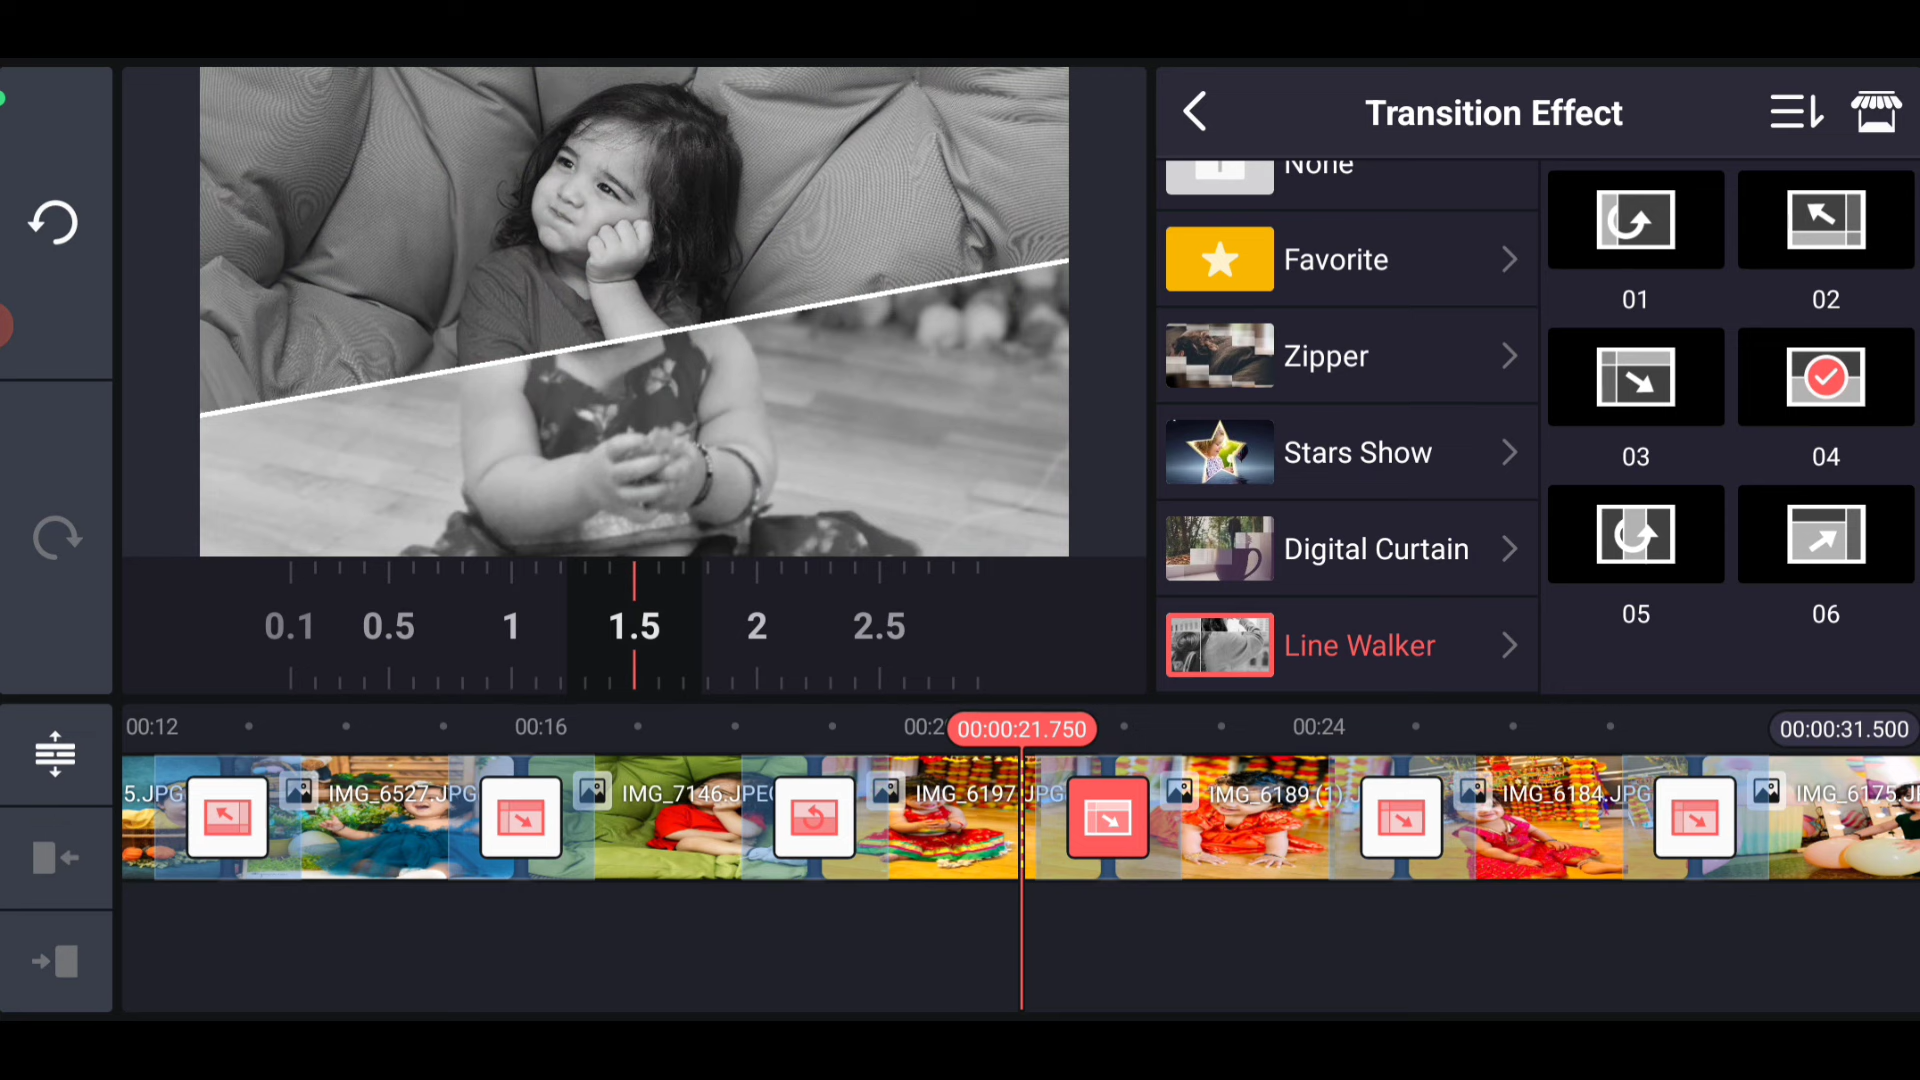 Transition Effect
None
Favorite
Zipper
Stars Show
Digital Curtain
Line Walker
01
02
03
04
05
06
0.1
0.5
1
1.5
2
2.5
00:12
00:16
00:2
00:00:21.750
00:24
00:00:31.500
5.JPG
IMG_6527.JPG
IMG_7146.JPE
IMG_6197.JPG
IMG_6189 (1).J
IMG_6184.JPG
IMG_6175.J